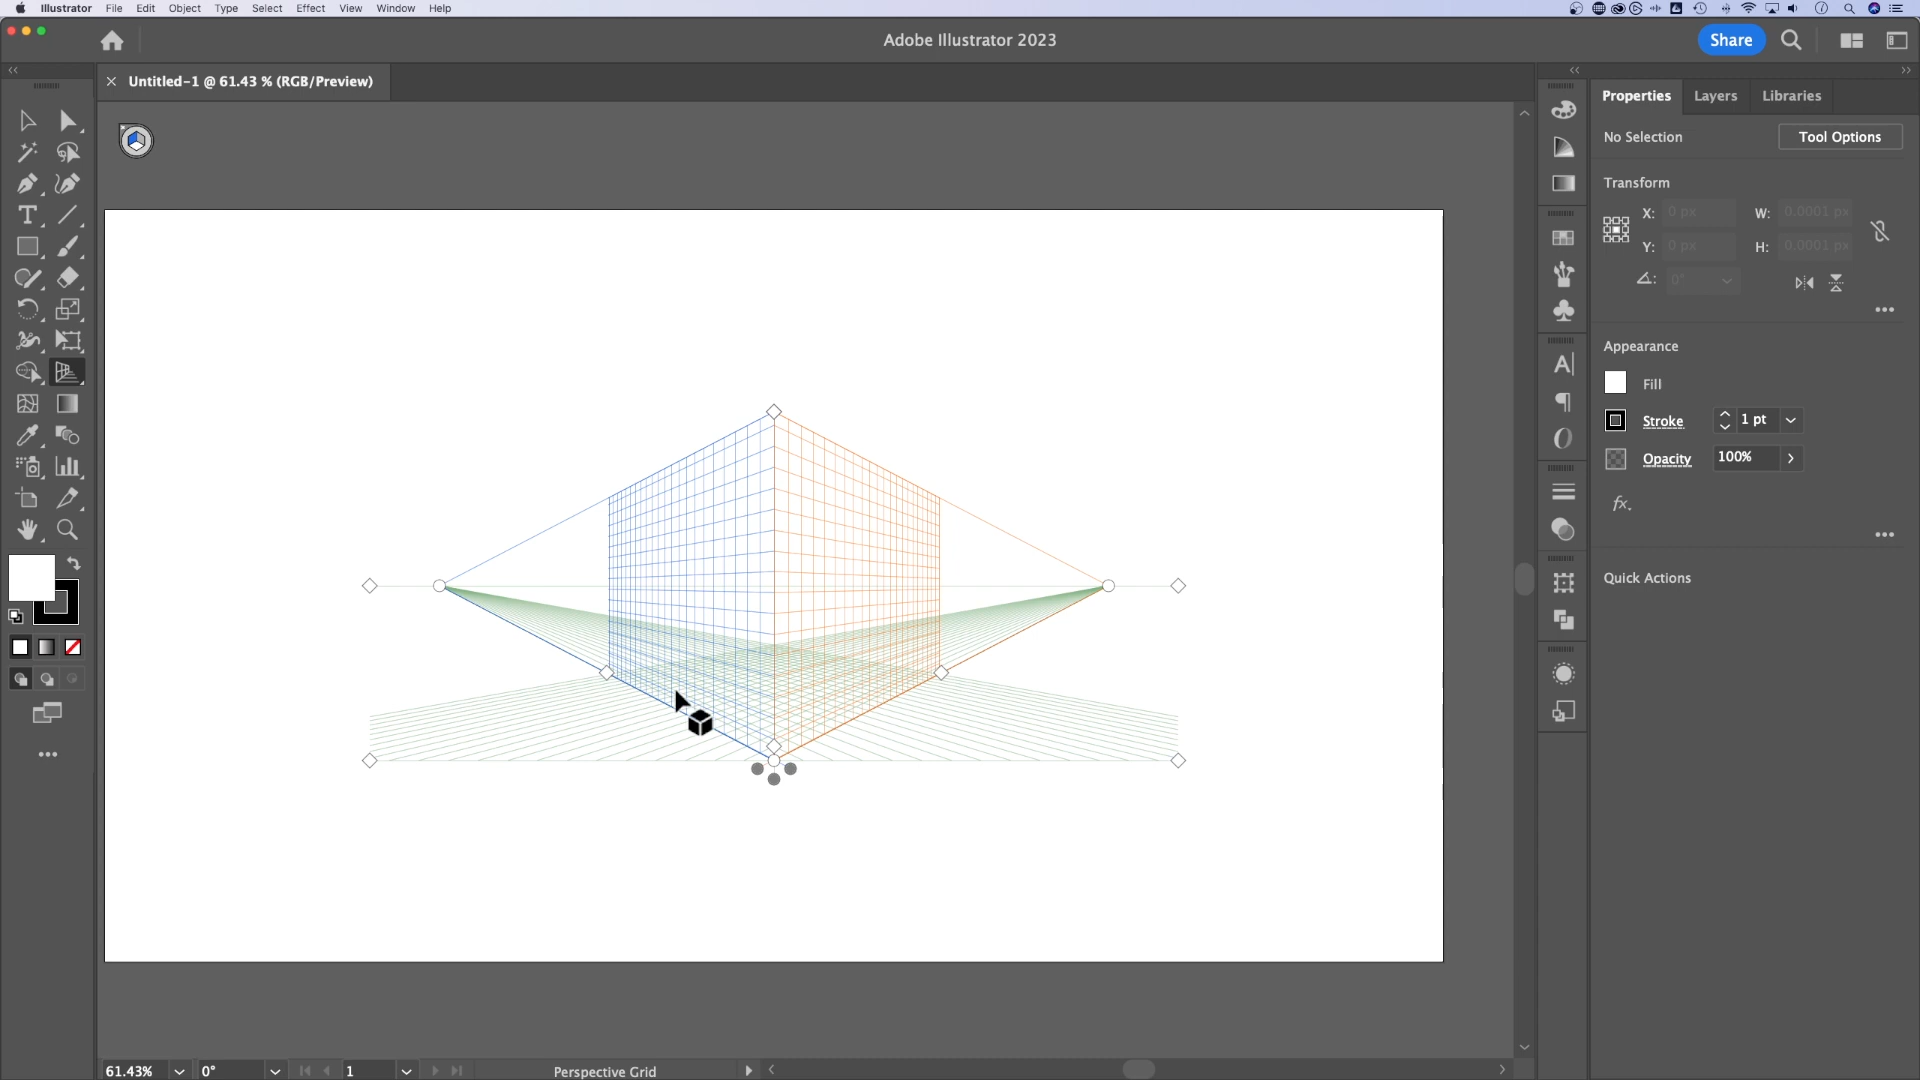 Illustrator File Edit Object Type Select Effect View Window Help
Adobe Illustrator 2023
Share
Untitled-1 @ 61.43 % (RGB/Preview)
Properties Layers Libraries
No Selection
Tool Options
Transform
X: 0 px W: 0.0001 px
Y: 0 px H: 0.0001 px
0°
Appearance
Fill
Stroke 1 pt
Opacity 100%
fx.
Quick Actions
61.43% 0° 1 Perspective Grid